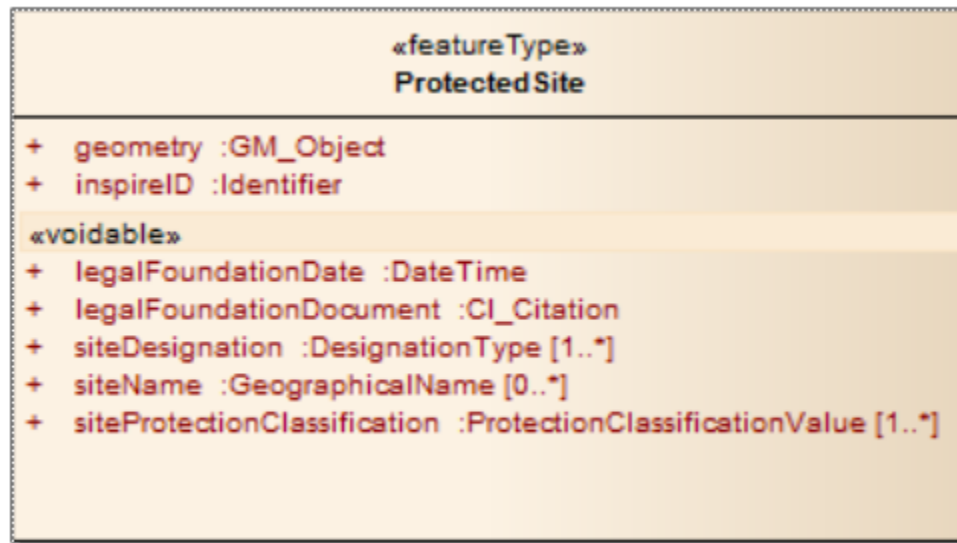 «featureType»
ProtectedSite
+ geometry :GM_Object
+ inspireID :Identifier
«voidable»
+ legalFoundationDate :DateTime
+ legalFoundationDocument :CI_Citation
+ siteDesignation :DesignationType [1..*]
+ siteName :GeographicalName [0..*]
+ siteProtectionClassification :ProtectionClassificationValue [1..*]